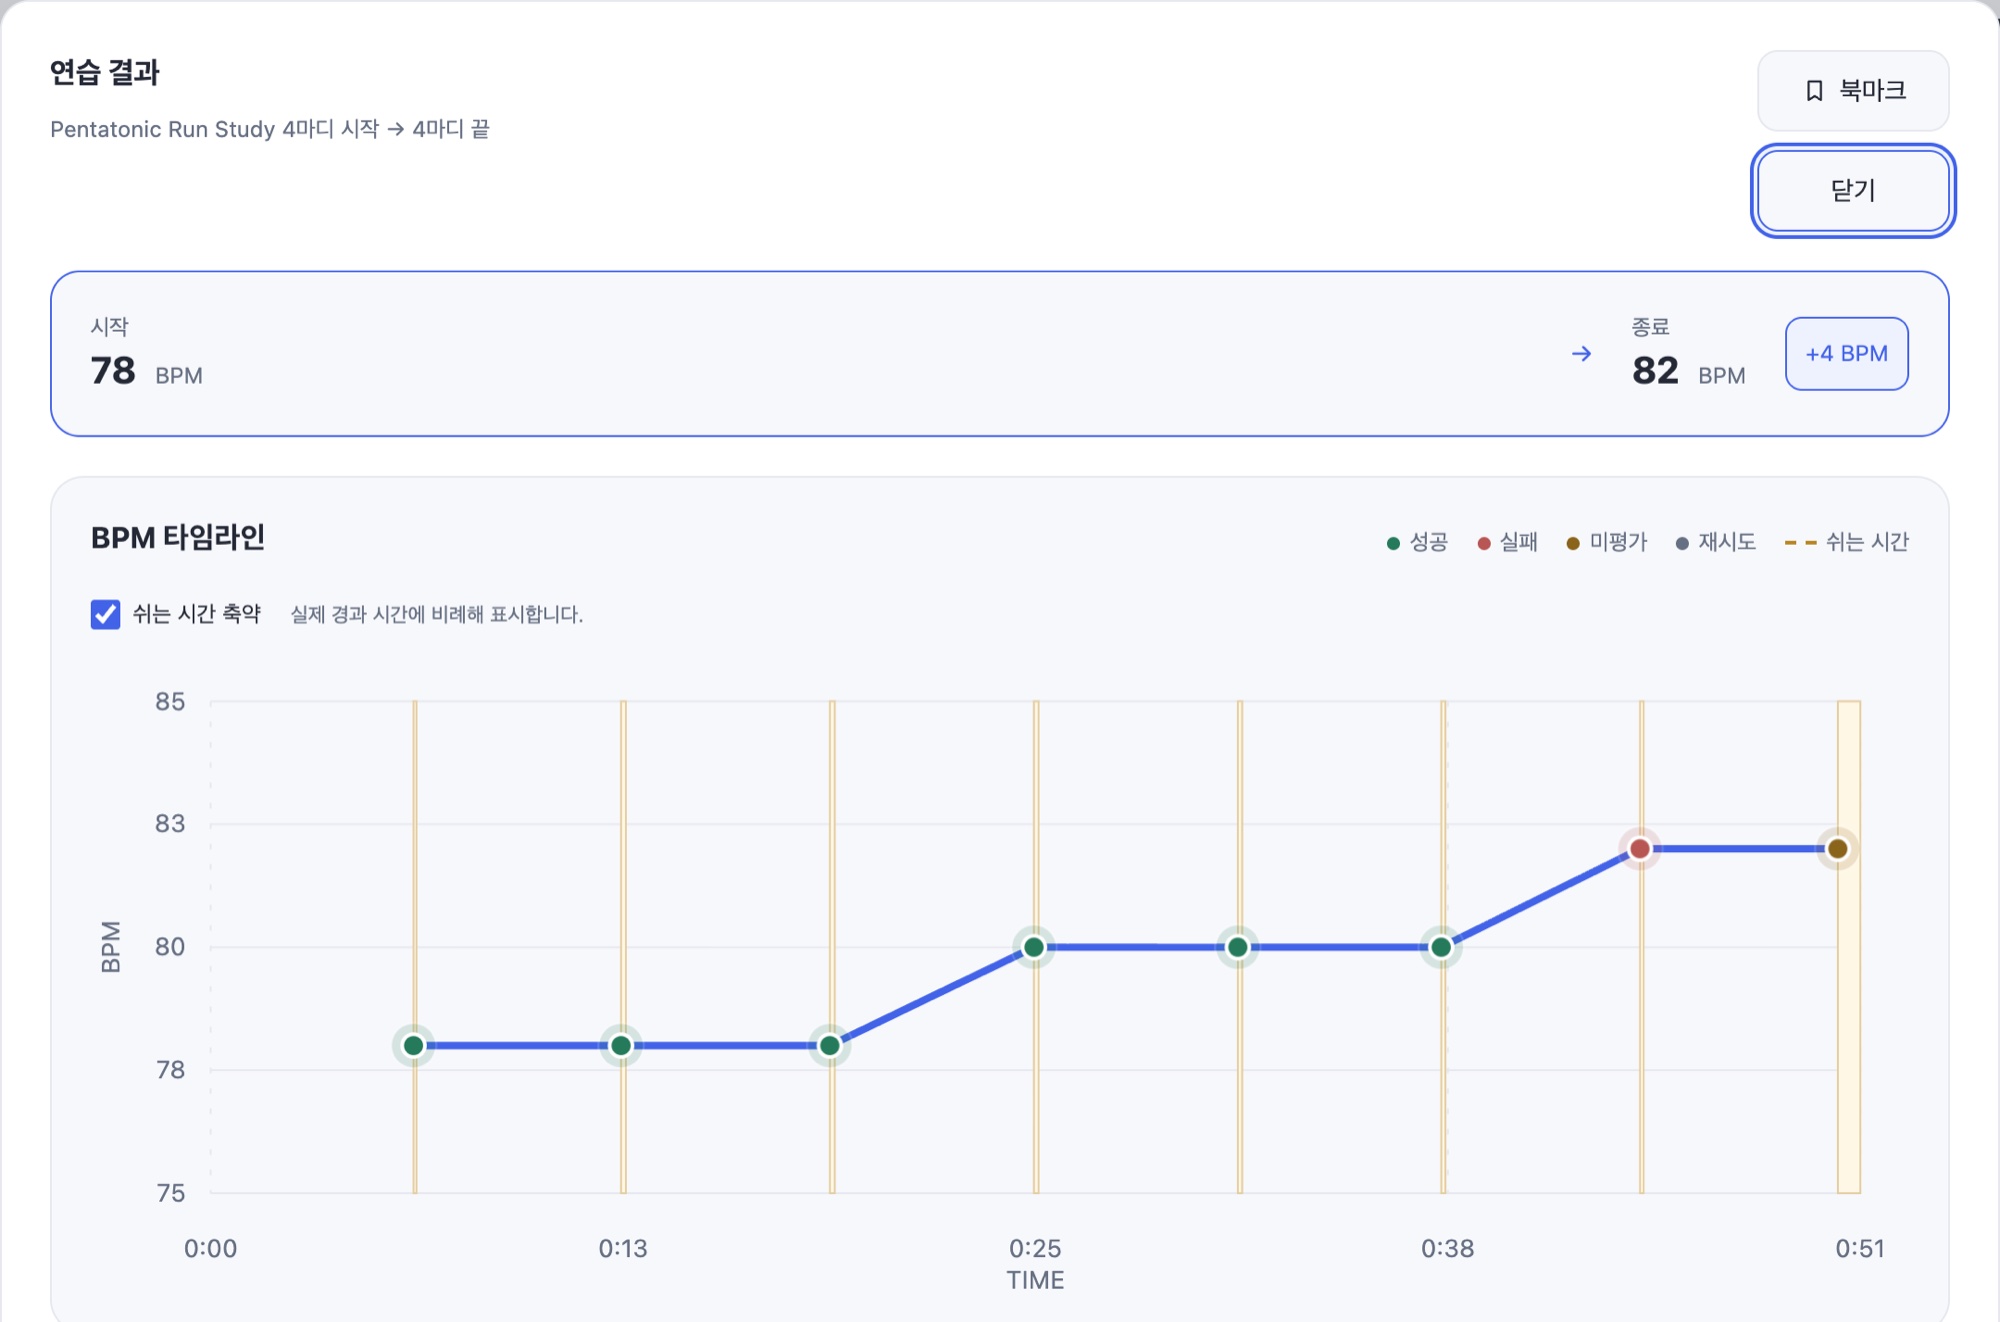 연습 결과
Pentatonic Run Study 4마디 시작 → 4마디 끝
북마크
닫기
시작
78 BPM
→
종료
82 BPM
+4 BPM
BPM 타임라인
성공 실패 미평가 재시도 쉬는 시간
쉬는 시간 축약 실제 경과 시간에 비례해 표시합니다.
85
83
80
78
75
BPM
0:00 0:13 0:25 0:38 0:51
TIME